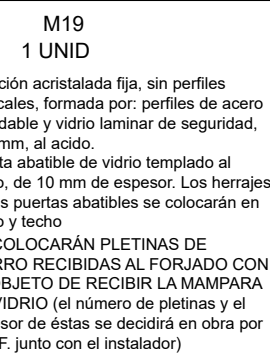 M19
1 UNID
ción acristalada fija, sin perfiles
cales, formada por: perfiles de acero
dable y vidrio laminar de seguridad,
mm, al acido.
ta abatible de vidrio templado al
o, de 10 mm de espesor. Los herrajes
s puertas abatibles se colocarán en
o y techo
COLOCARÁN PLETINAS DE
RRO RECIBIDAS AL FORJADO CON
OBJETO DE RECIBIR LA MAMPARA
VIDRIO (el número de pletinas y el
sor de éstas se decidirá en obra por
F. junto con el instalador)